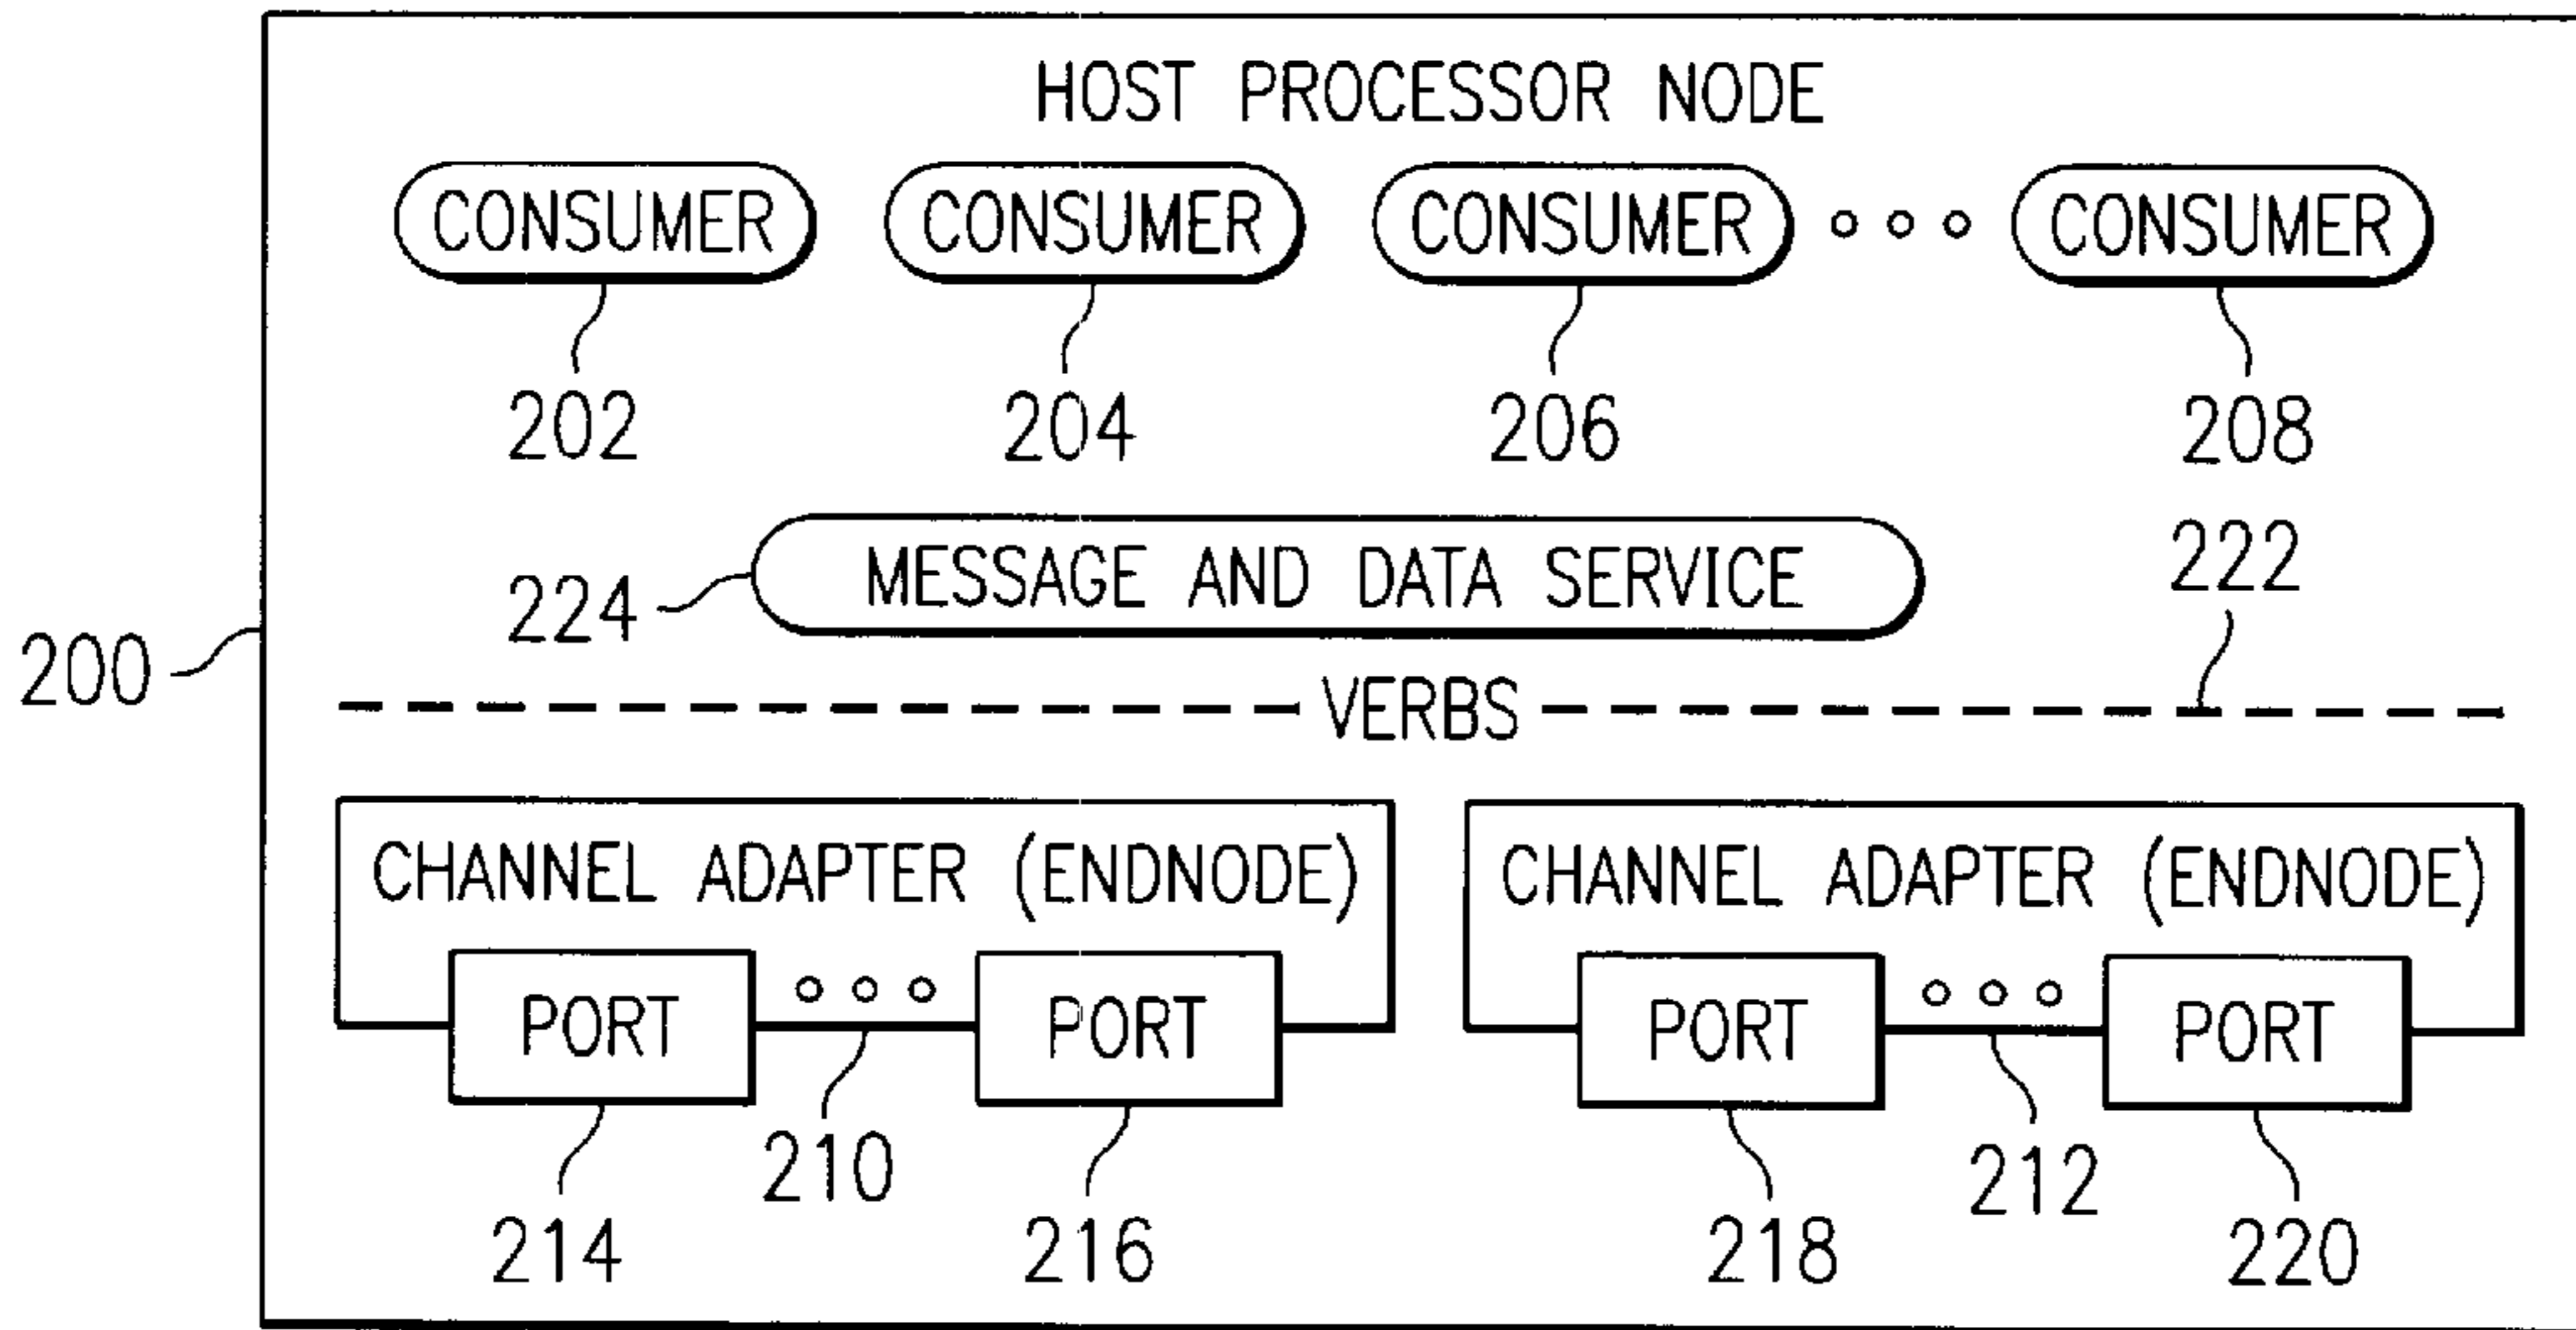 HOST PROCESSOR NODE
CONSUMER CONSUMER CONSUMER CONSUMER
202 204 206 208
222
MESSAGE AND DATA SERVICE
224
200
VERBS
CHANNEL ADAPTER (ENDNODE) CHANNEL ADAPTER (ENDNODE)
PORT PORT PORT PORT
210 212
214 216 218 220